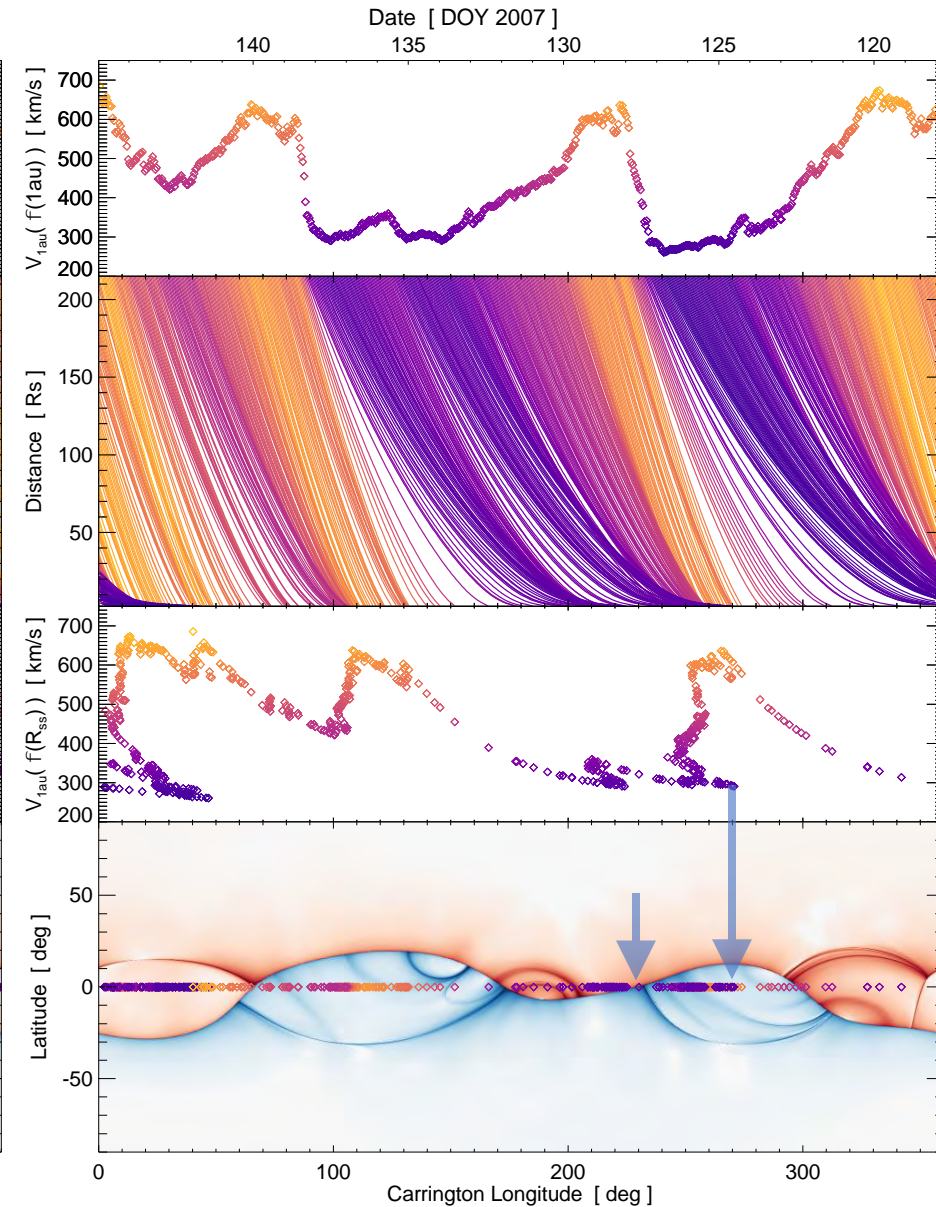 Date [ DOY 2007 ]
140 135 130 125 120
700
600
500
400
300
200
V1au( f(1au) ) [ km/s ]
200
150
100
50
Distance [ Rs ]
700
600
500
400
300
200
V1au( f(Rss) ) [ km/s ]
50
0
-50
Latitude [ deg ]
0 100 200 300
Carrington Longitude [ deg ]